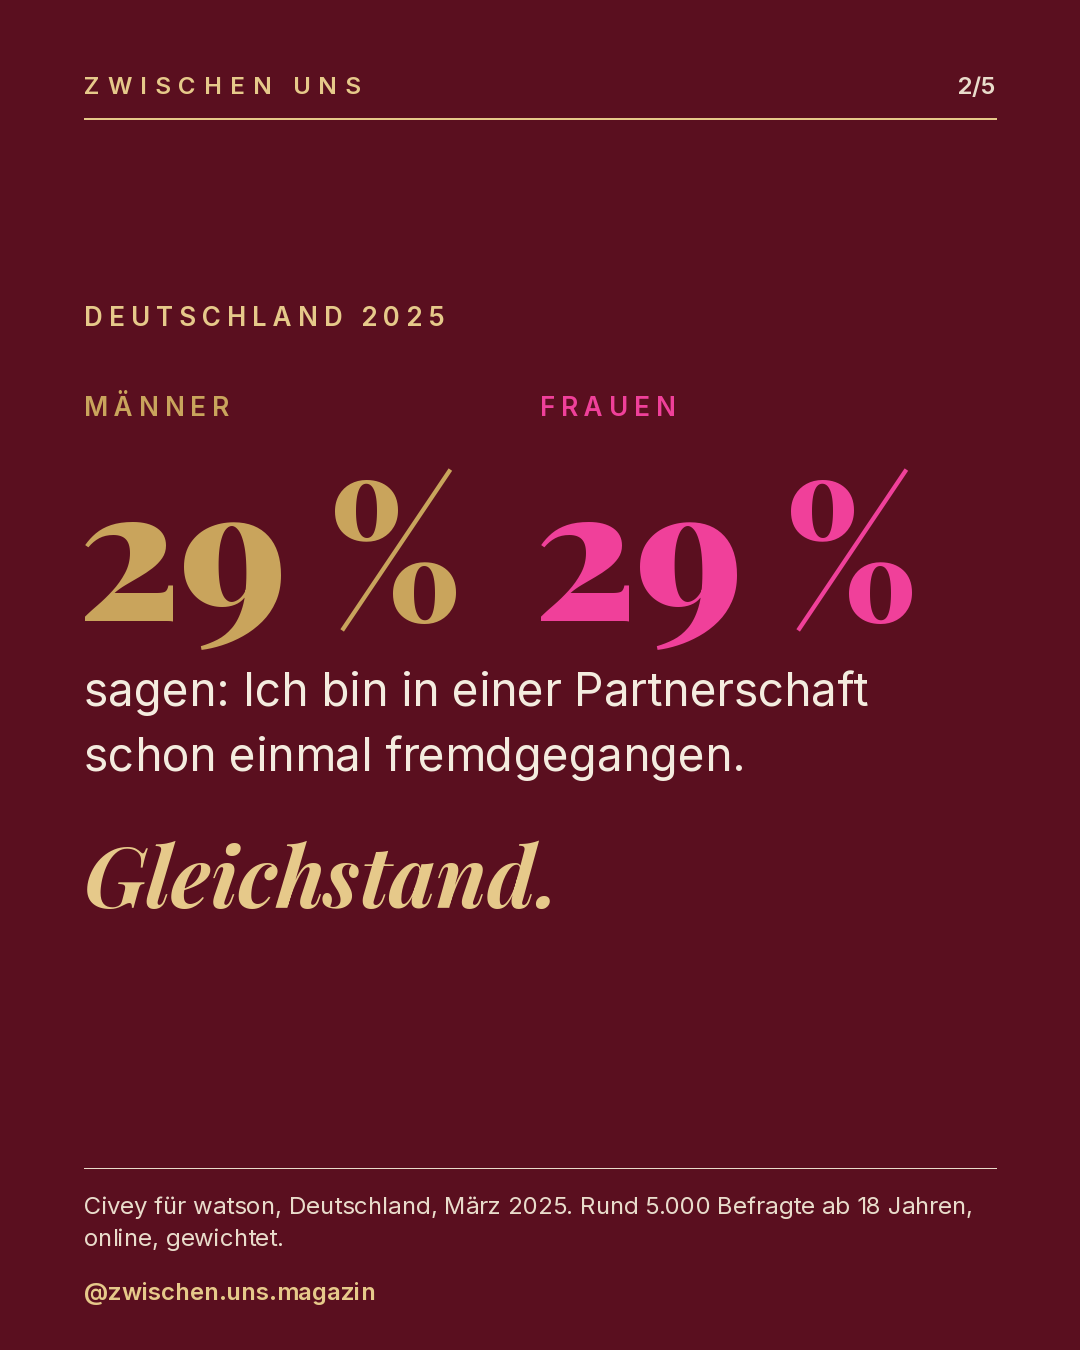 ZWISCHEN UNS
2/5
DEUTSCHLAND 2025
MÄNNER
FRAUEN
29 %
29 %
sagen: Ich bin in einer Partnerschaft
schon einmal fremdgegangen.
Gleichstand.
Civey für watson, Deutschland, März 2025. Rund 5.000 Befragte ab 18 Jahren,
online, gewichtet.
@zwischen.uns.magazin